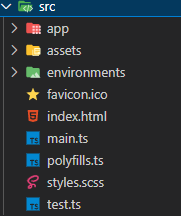 src
app
assets
environments
favicon.ico
index.html
main.ts
polyfills.ts
styles.scss
test.ts